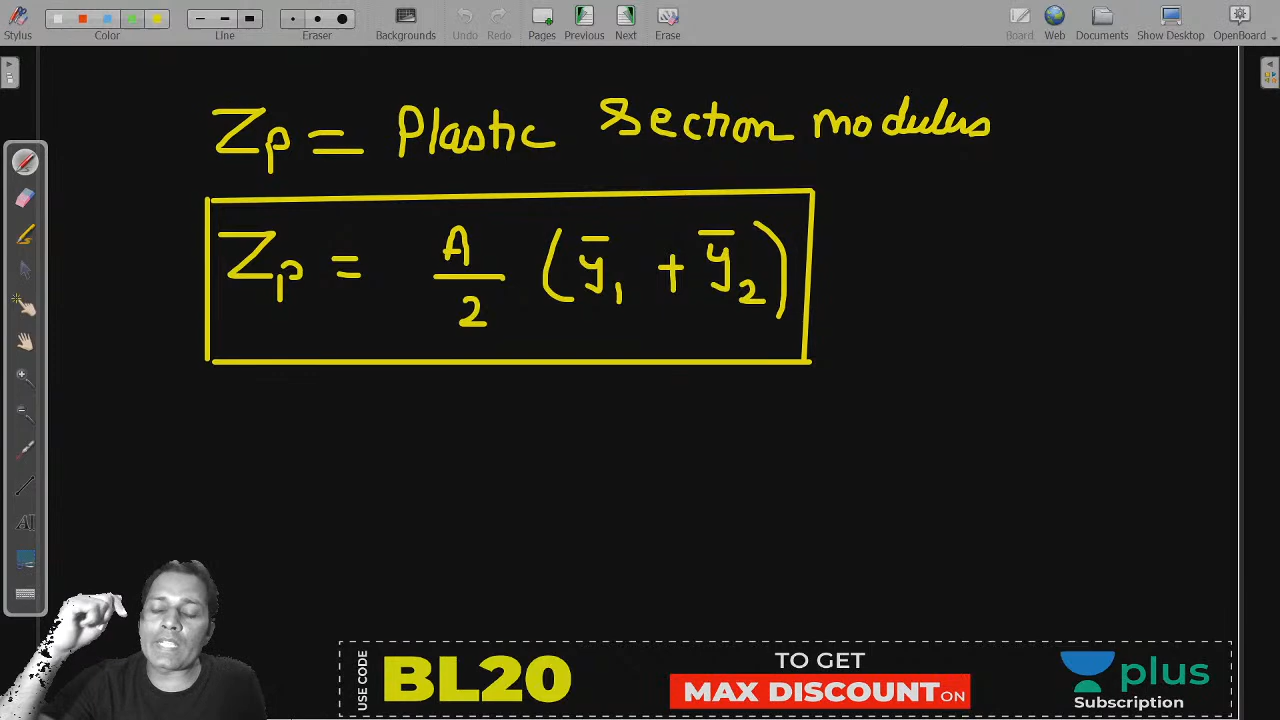 Stylus
Color
Line
Eraser
Backgrounds
Undo
Redo
Pages
Previous
Next
Erase
Board
Web
Documents
Show Desktop
OpenBoard
Zp = Plastic Section modulus
Zp = A/2 (ȳ₁ + ȳ₂)
USE CODE
BL20
TO GET
MAX DISCOUNT ON
plus
Subscription